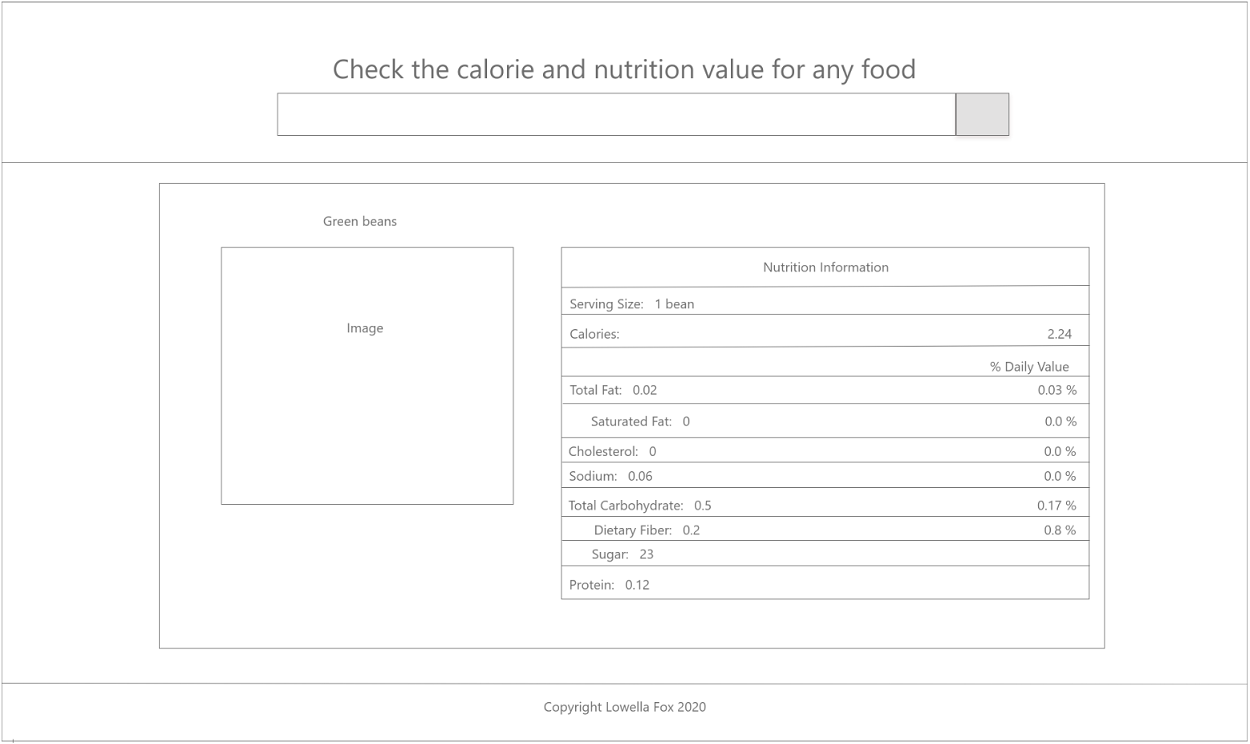 Check the calorie and nutrition value for any food
Green beans
Image
Nutrition Information
Serving Size: 1 bean
Calories: 2.24
% Daily Value
Total Fat: 0.02 0.03 %
Saturated Fat: 0 0.0 %
Cholesterol: 0 0.0 %
Sodium: 0.06 0.0 %
Total Carbohydrate: 0.5 0.17 %
Dietary Fiber: 0.2 0.8 %
Sugar: 23
Protein: 0.12
Copyright Lowella Fox 2020